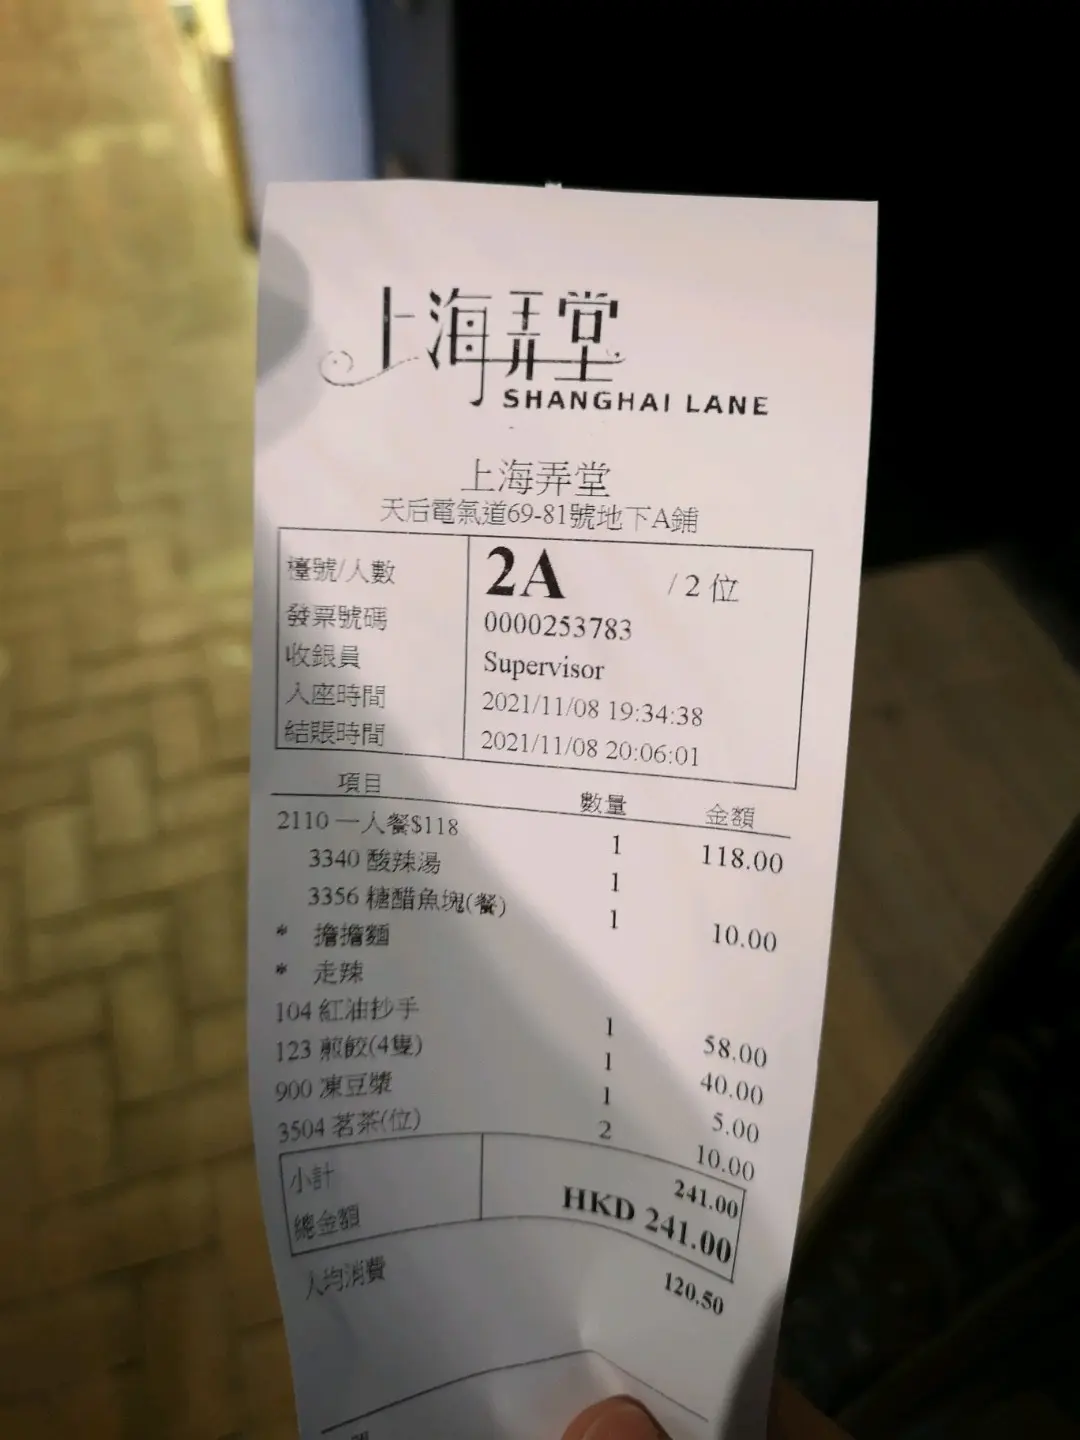 上海弄堂
SHANGHAI LANE
上海弄堂
天后電氣道69-81號地下A鋪
檯號/人數 2A / 2 位
發票號碼 0000253783
收銀員 Supervisor
入座時間 2021/11/08 19:34:38
結賬時間 2021/11/08 20:06:01
項目 數量 金額
2110 一人餐$118 1 118.00
3340 酸辣湯 1
3356 糖醋魚塊(餐) 1 10.00
* 擔擔麵
* 走辣
104 紅油抄手 1 58.00
123 煎餃(4隻) 1 40.00
900 凍豆漿 1 5.00
3504 茗茶(位) 2 10.00
小計 241.00
總金額 HKD 241.00
人均消費 120.50